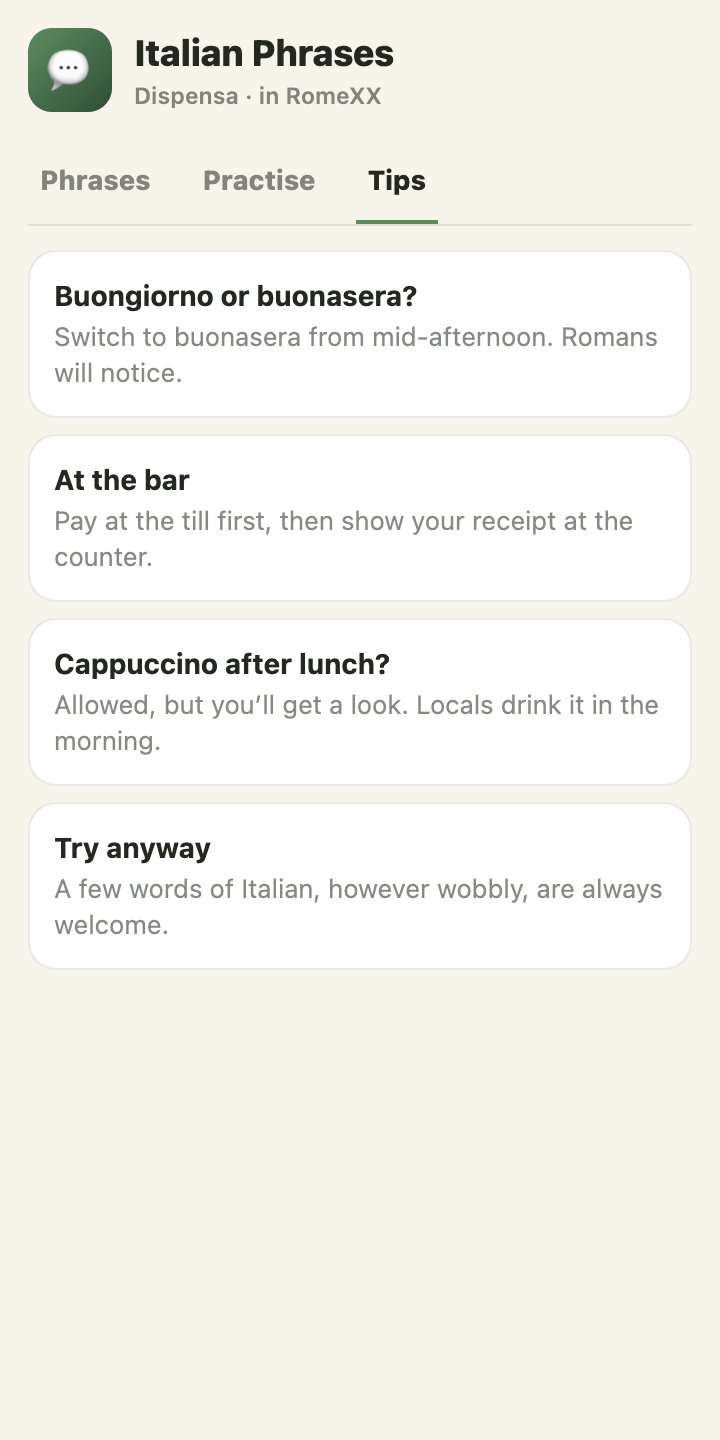 Italian Phrases
Dispensa · in RomeXX
Phrases Practise Tips
Buongiorno or buonasera?
Switch to buonasera from mid-afternoon. Romans
will notice.
At the bar
Pay at the till first, then show your receipt at the
counter.
Cappuccino after lunch?
Allowed, but you’ll get a look. Locals drink it in the
morning.
Try anyway
A few words of Italian, however wobbly, are always
welcome.